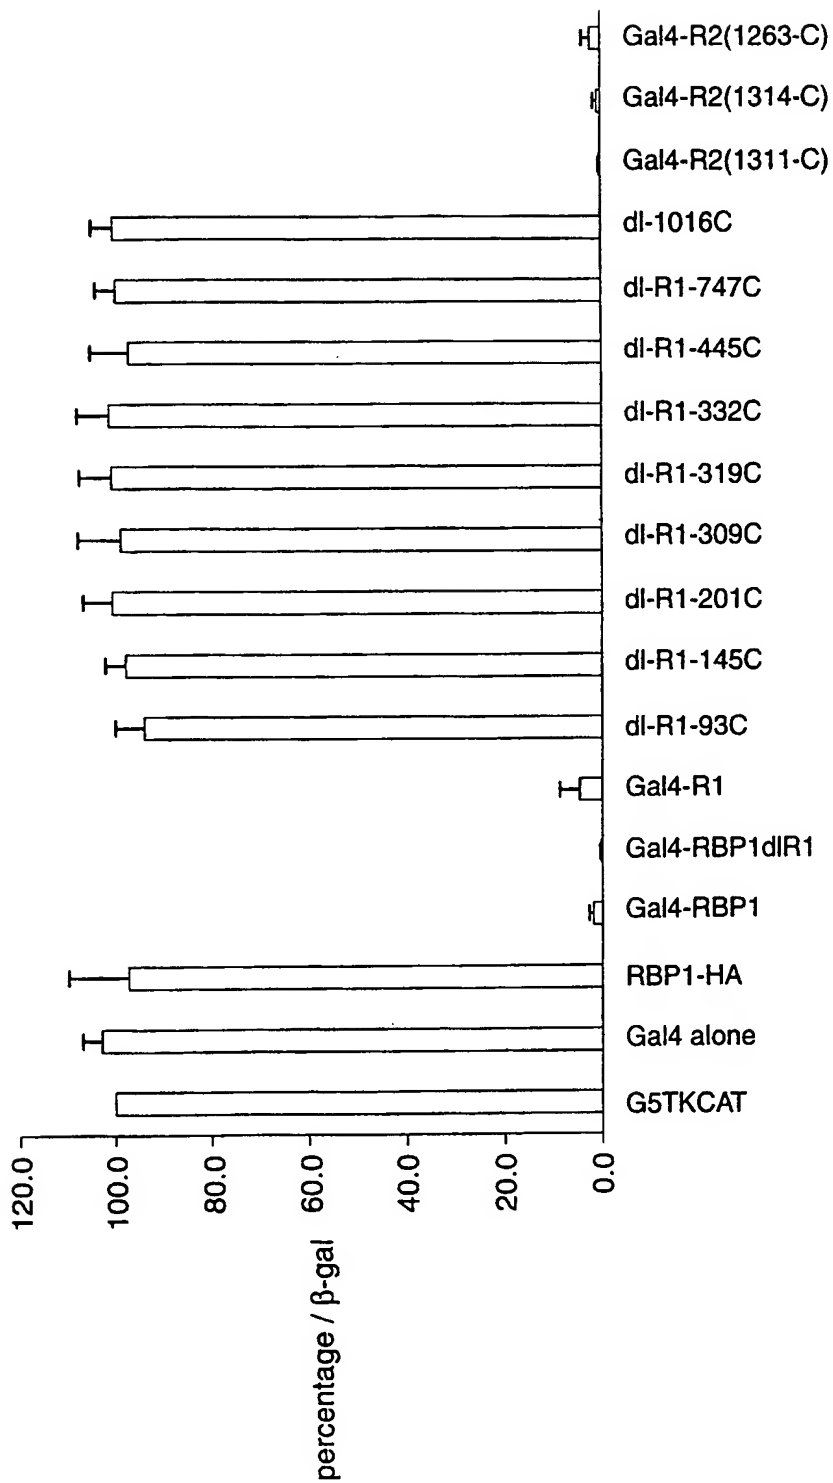 Gal4-R2(1263-C)
Gal4-R2(1314-C)
Gal4-R2(1311-C)
dl-1016C
dl-R1-747C
dl-R1-445C
dl-R1-332C
dl-R1-319C
dl-R1-309C
dl-R1-201C
dl-R1-145C
dl-R1-93C
Gal4-R1
Gal4-RBP1dlR1
Gal4-RBP1
RBP1-HA
Gal4 alone
G5TKCAT
120.0
100.0
80.0
60.0
40.0
20.0
0.0
percentage / β-gal